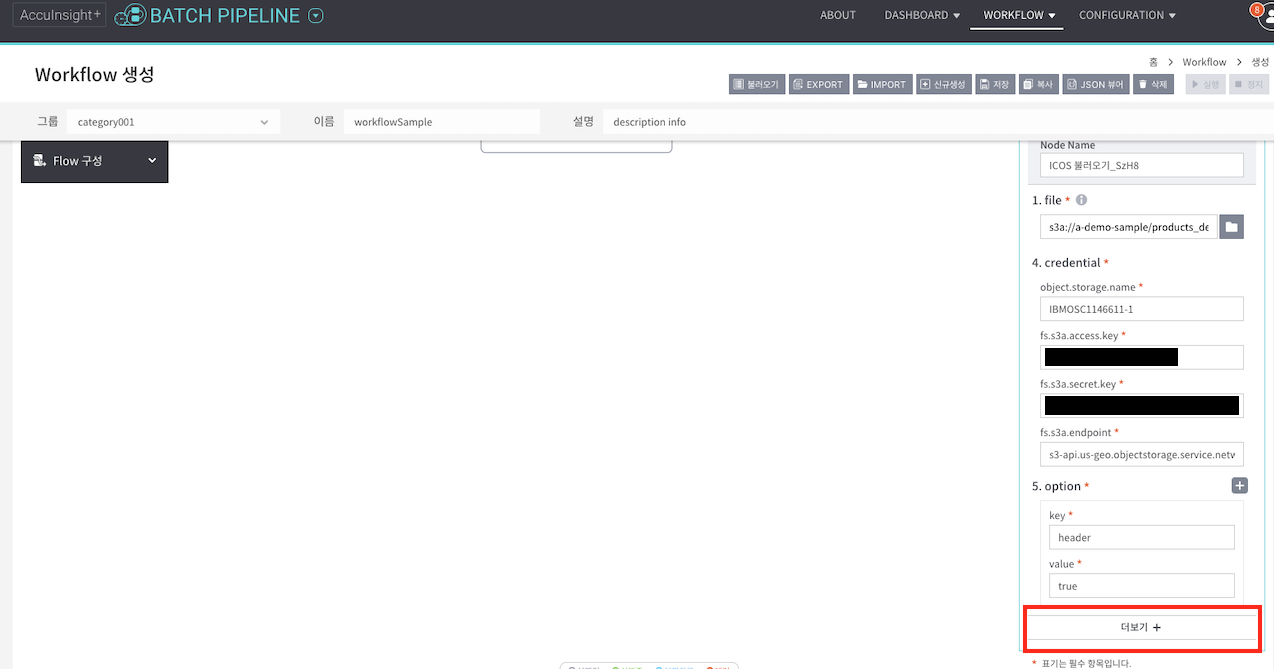 AccuInsight+ BATCH PIPELINE ABOUT DASHBOARD WORKFLOW CONFIGURATION 8
홈 > Workflow > 생성
Workflow 생성
불러오기 EXPORT IMPORT 신규생성 저장 복사 JSON 뷰어 삭제 실행 정지
그룹 category001 이름 workflowSample 설명 description info
Flow 구성
Node Name
ICOS 불러오기_SzH8
1. file *
s3a://a-demo-sample/products_de
4. credential *
object.storage.name *
IBMOSC1146611-1
fs.s3a.access.key *
fs.s3a.secret.key *
fs.s3a.endpoint *
s3-api.us-geo.objectstorage.service.netw
5. option * +
key *
header
value *
true
더보기 +
* 표기는 필수 항목입니다.